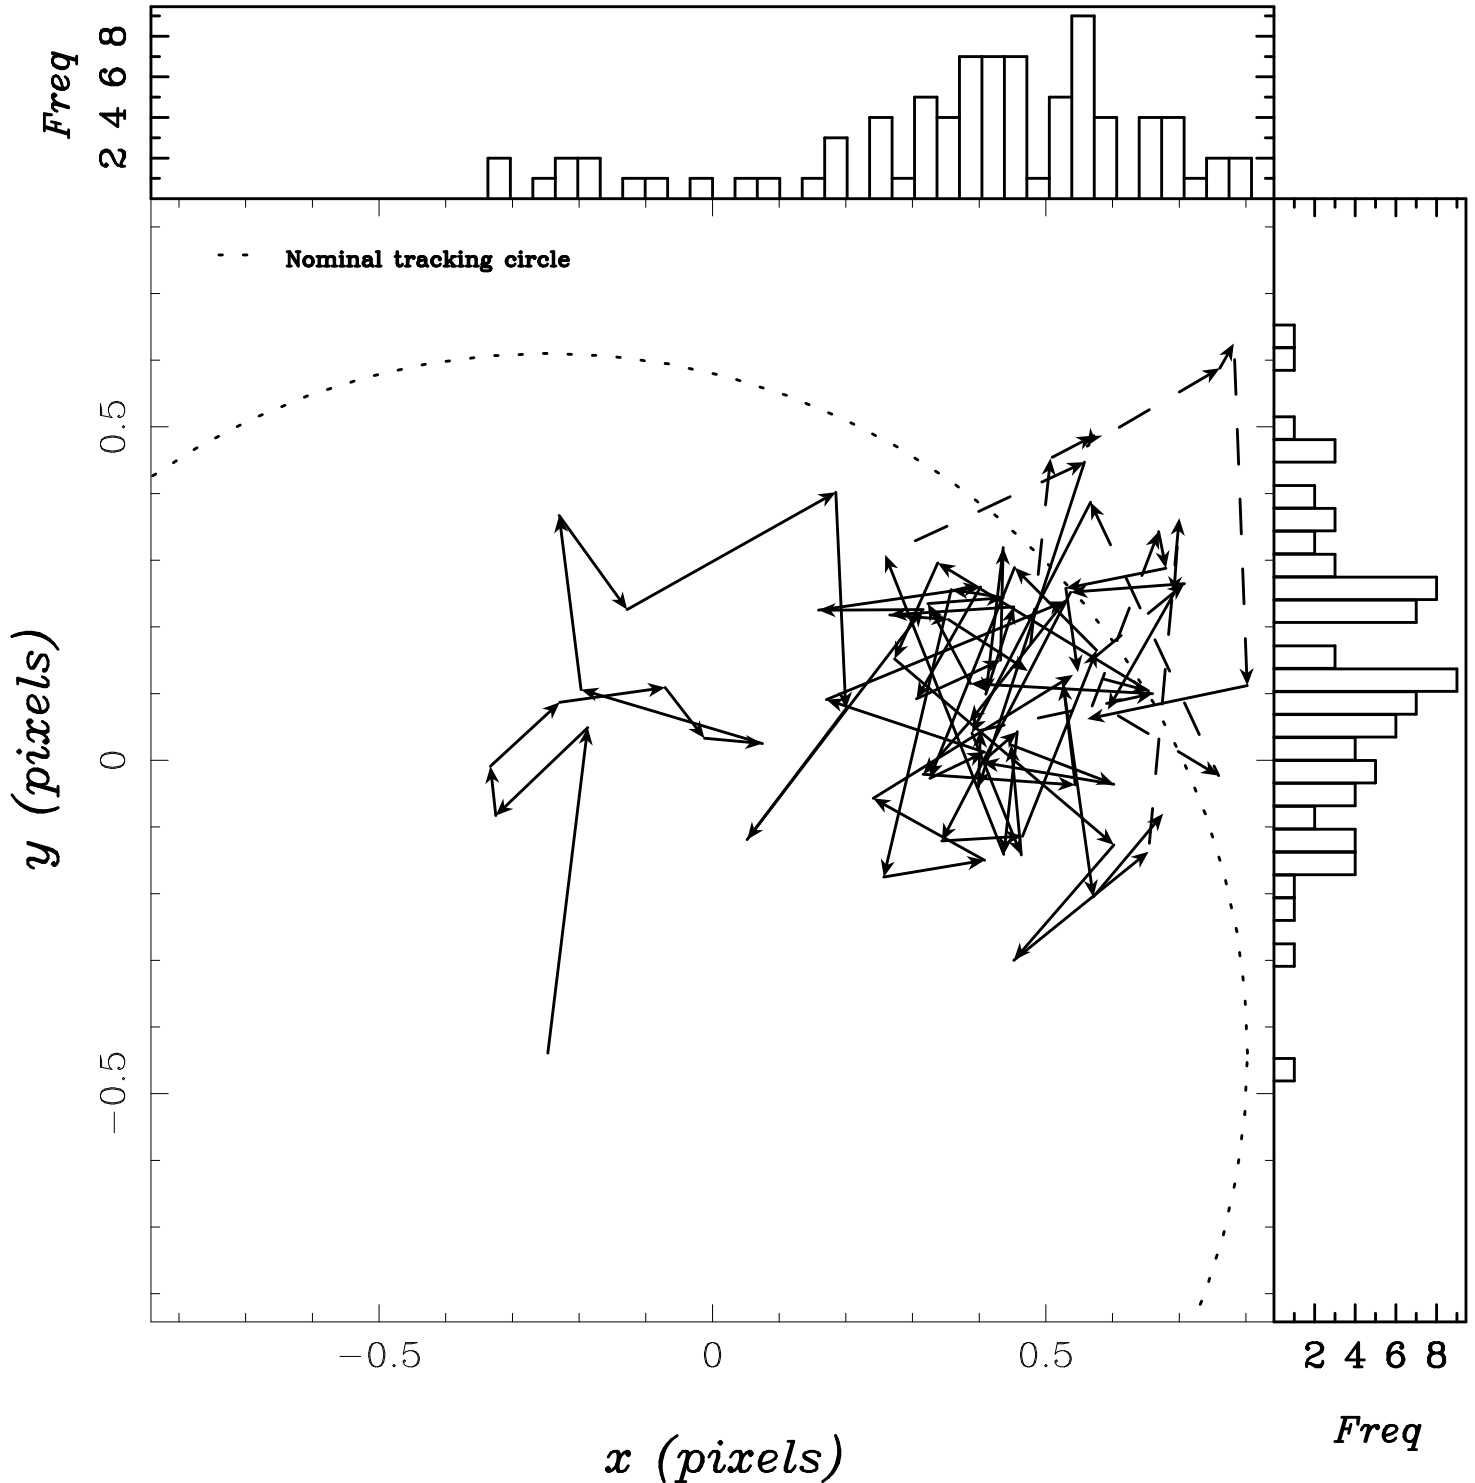 Freq
2 4 6 8
Nominal tracking circle
y (pixels)
0.5
0
−0.5
−0.5 0 0.5
x (pixels)
2 4 6 8
Freq